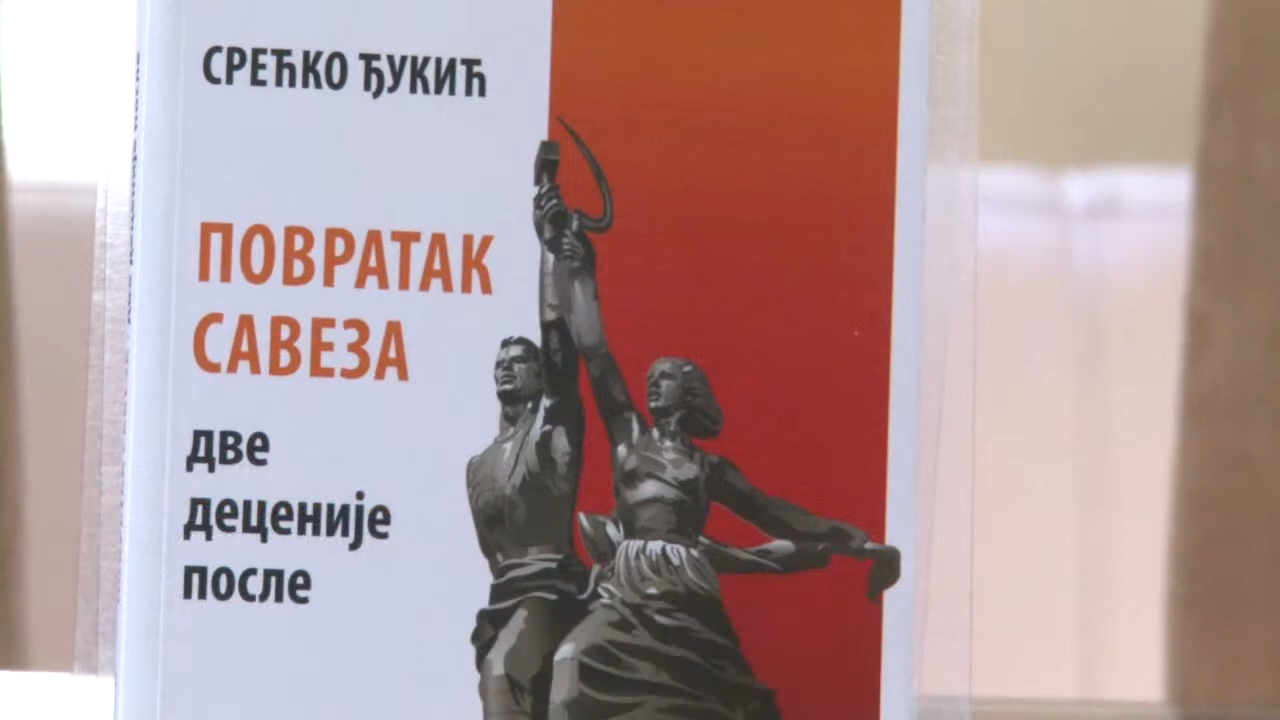 СРЕЋКО ЂУКИЋ
ПОВРАТАК
САВЕЗА
две
деценије
после